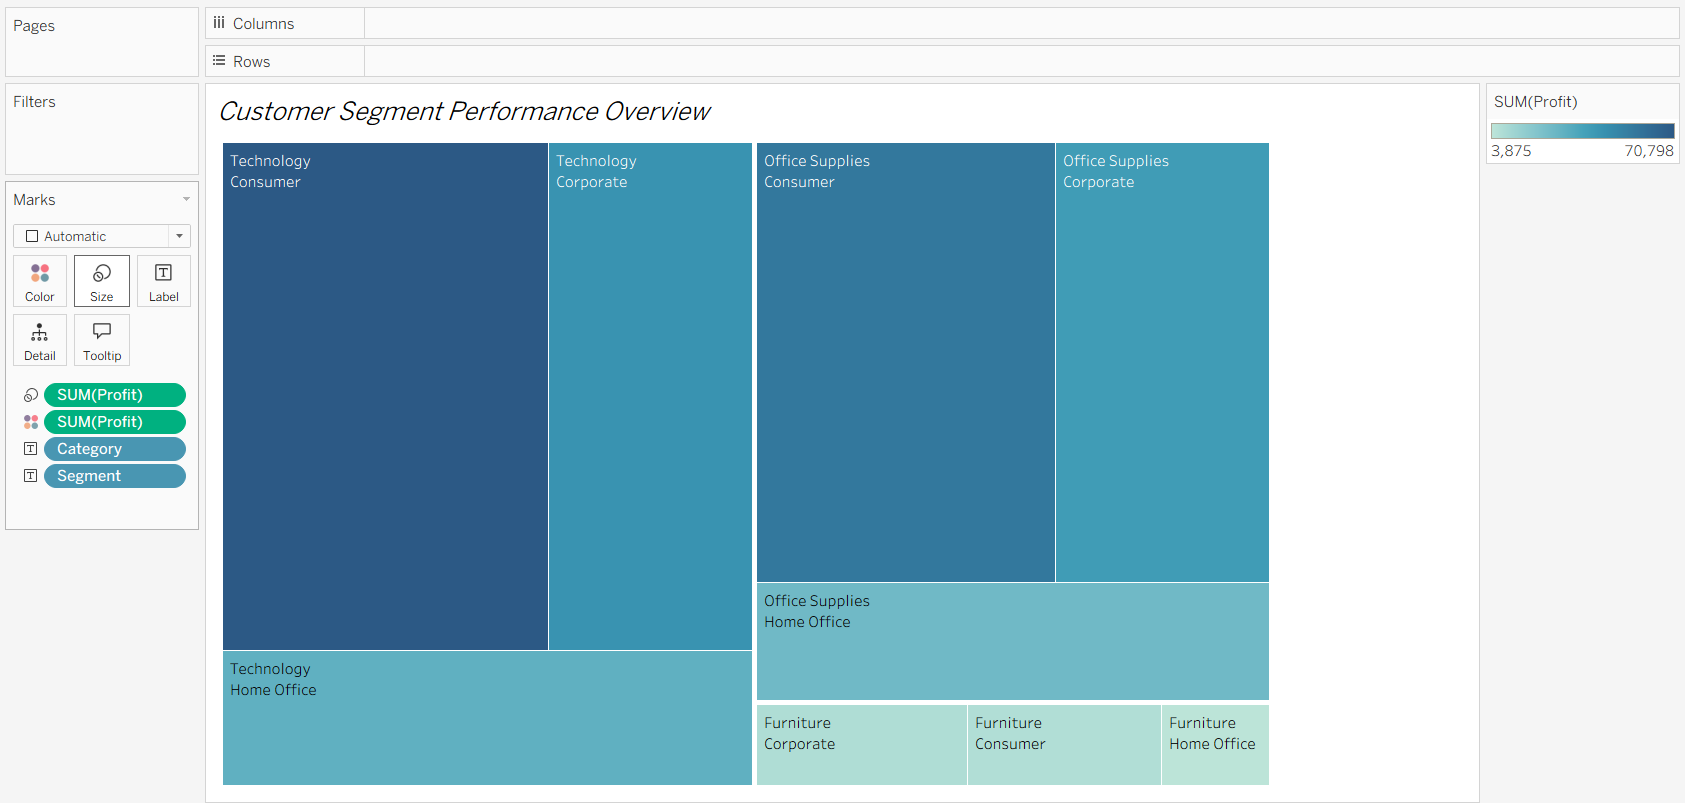 Pages
Columns
Rows
Filters
Marks
Automatic
Color
Size
Label
Detail
Tooltip
SUM(Profit)
SUM(Profit)
Category
Segment
Customer Segment Performance Overview
Technology
Consumer
Technology
Corporate
Technology
Home Office
Office Supplies
Consumer
Office Supplies
Corporate
Office Supplies
Home Office
Furniture
Corporate
Furniture
Consumer
Furniture
Home Office
SUM(Profit)
3,875 70,798